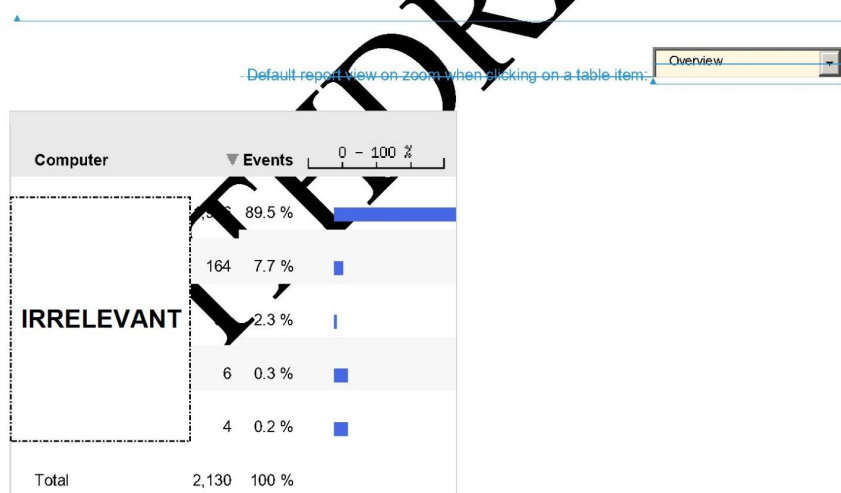 Default report view on zoom when clicking on a table item:
Overview
Computer Events 0 - 100 %
89.5 %
164 7.7 %
IRRELEVANT
2.3 %
6 0.3 %
4 0.2 %
Total 2,130 100 %